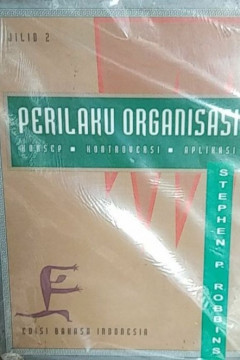 JILID 2
PERILAKU ORGANISASI
KONSEP ■ KONTROVERSI ■ APLIKASI
STEPHEN P. ROBBINS
EDISI BAHASA INDONESIA